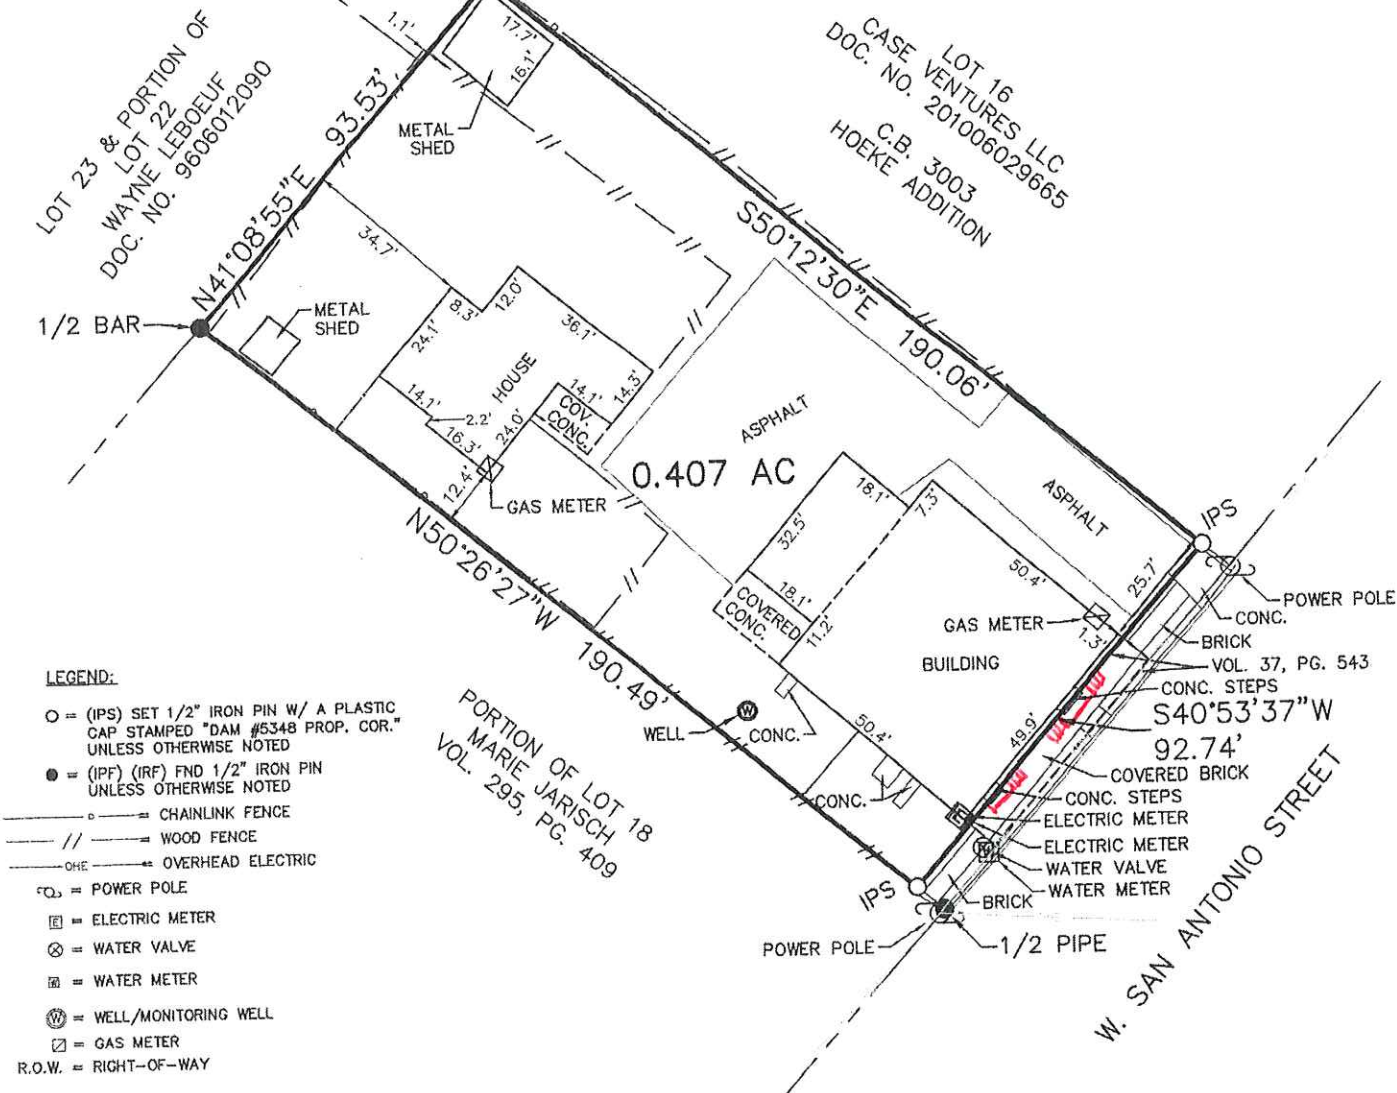 LOT 23 & PORTION OF
LOT 22
WAYNE LEBOEUF
DOC. NO. 9606012090
LOT 16
CASE VENTURES LLC
DOC. NO. 201006029665
C.B. 3003
HOEKE ADDITION
1.1'
17.7'
16.1'
METAL
SHED
N41°08'55"E 93.53'
S50°12'30"E 190.06'
1/2 BAR
METAL
SHED
34.7'
8.3'
12.0'
36.1'
24.1'
14.1'
2.2'
16.3'
HOUSE
24.0'
14.1'
14.3'
COV.
CONC.
12.4'
GAS METER
0.407 AC
ASPHALT
ASPHALT
18.1'
7.3'
32.5'
18.1'
COVERED
CONC.
11.2'
50.4'
25.7'
IPS
POWER POLE
CONC.
BRICK
GAS METER
1.3'
VOL. 37, PG. 543
BUILDING
CONC. STEPS
S40°53'37"W
92.74'
49.9'
COVERED BRICK
CONC. STEPS
ELECTRIC METER
ELECTRIC METER
WATER VALVE
WATER METER
BRICK
N50°26'27"W 190.49'
WELL
W
CONC.
50.4'
CONC.
E
W
IPS
POWER POLE
1/2 PIPE
W. SAN ANTONIO STREET
PORTION OF LOT 18
MARIE JARISCH
VOL. 295, PG. 409
LEGEND:
= (IPS) SET 1/2" IRON PIN W/ A PLASTIC
CAP STAMPED "DAM #5348 PROP. COR."
UNLESS OTHERWISE NOTED
= (IPF) (IRF) FND 1/2" IRON PIN
UNLESS OTHERWISE NOTED
= CHAINLINK FENCE
// = WOOD FENCE
OHE = OVERHEAD ELECTRIC
= POWER POLE
E = ELECTRIC METER
= WATER VALVE
W = WATER METER
W = WELL/MONITORING WELL
= GAS METER
R.O.W. = RIGHT-OF-WAY